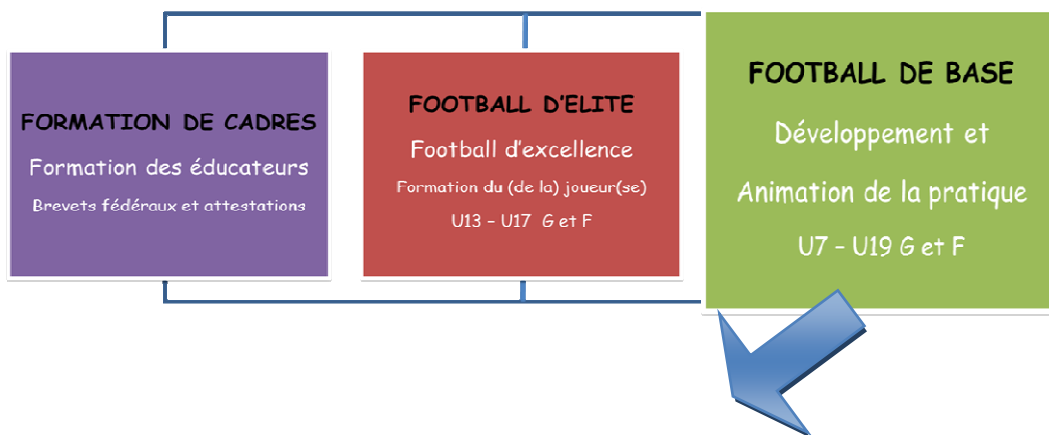 FORMATION DE CADRES
Formation des éducateurs
Brevets fédéraux et attestations
FOOTBALL D'ELITE
Football d'excellence
Formation du (de la) joueur(se)
U13 – U17 G et F
FOOTBALL DE BASE
Développement et
Animation de la pratique
U7 – U19 G et F